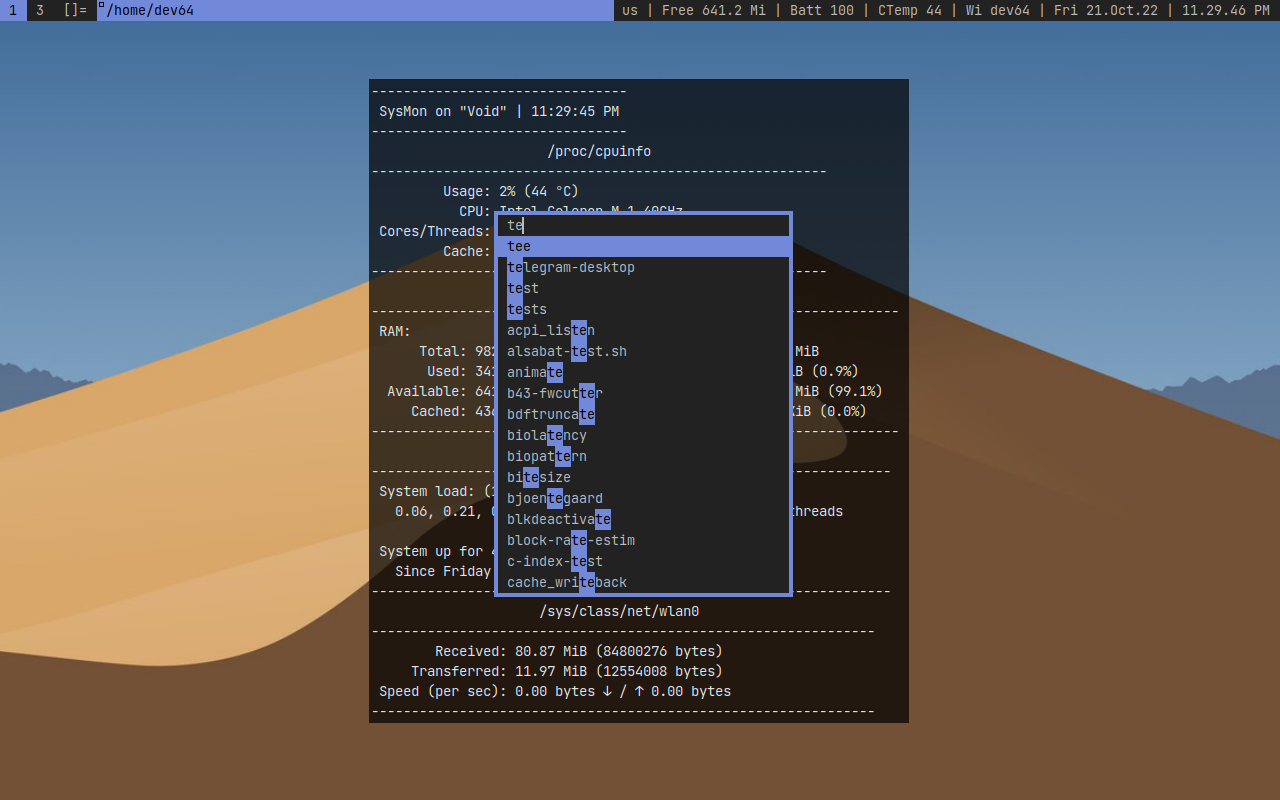 1 3 []= /home/dev64 us | Free 641.2 Mi | Batt 100 | CTemp 44 | Wi dev64 | Fri 21.Oct.22 | 11.29.46 PM
--------------------------------
SysMon on "Void" | 11:29:45 PM
--------------------------------
/proc/cpuinfo
---------------------------------------------------------
Usage: 2% (44 °C)
CPU: Intel Celeron M 1.40GHz
Cores/Threads:
Cache:
RAM:
Total: 982 MiB
Used: 341 iB (0.9%)
Available: 641 MiB (99.1%)
Cached: 436 KiB (0.0%)
System load: (1
0.06, 0.21, threads
System up for 4
Since Friday
te
tee
telegram-desktop
test
tests
acpi_listen
alsabat-test.sh
animate
b43-fwcutter
bdftruncate
biolatency
biopattern
bitesize
bjoentegaard
blkdeactivate
block-rate-estim
c-index-test
cache_writeback
/sys/class/net/wlan0
---------------------------------------------------------------
Received: 80.87 MiB (84800276 bytes)
Transferred: 11.97 MiB (12554008 bytes)
Speed (per sec): 0.00 bytes ↓ / ↑ 0.00 bytes
---------------------------------------------------------------